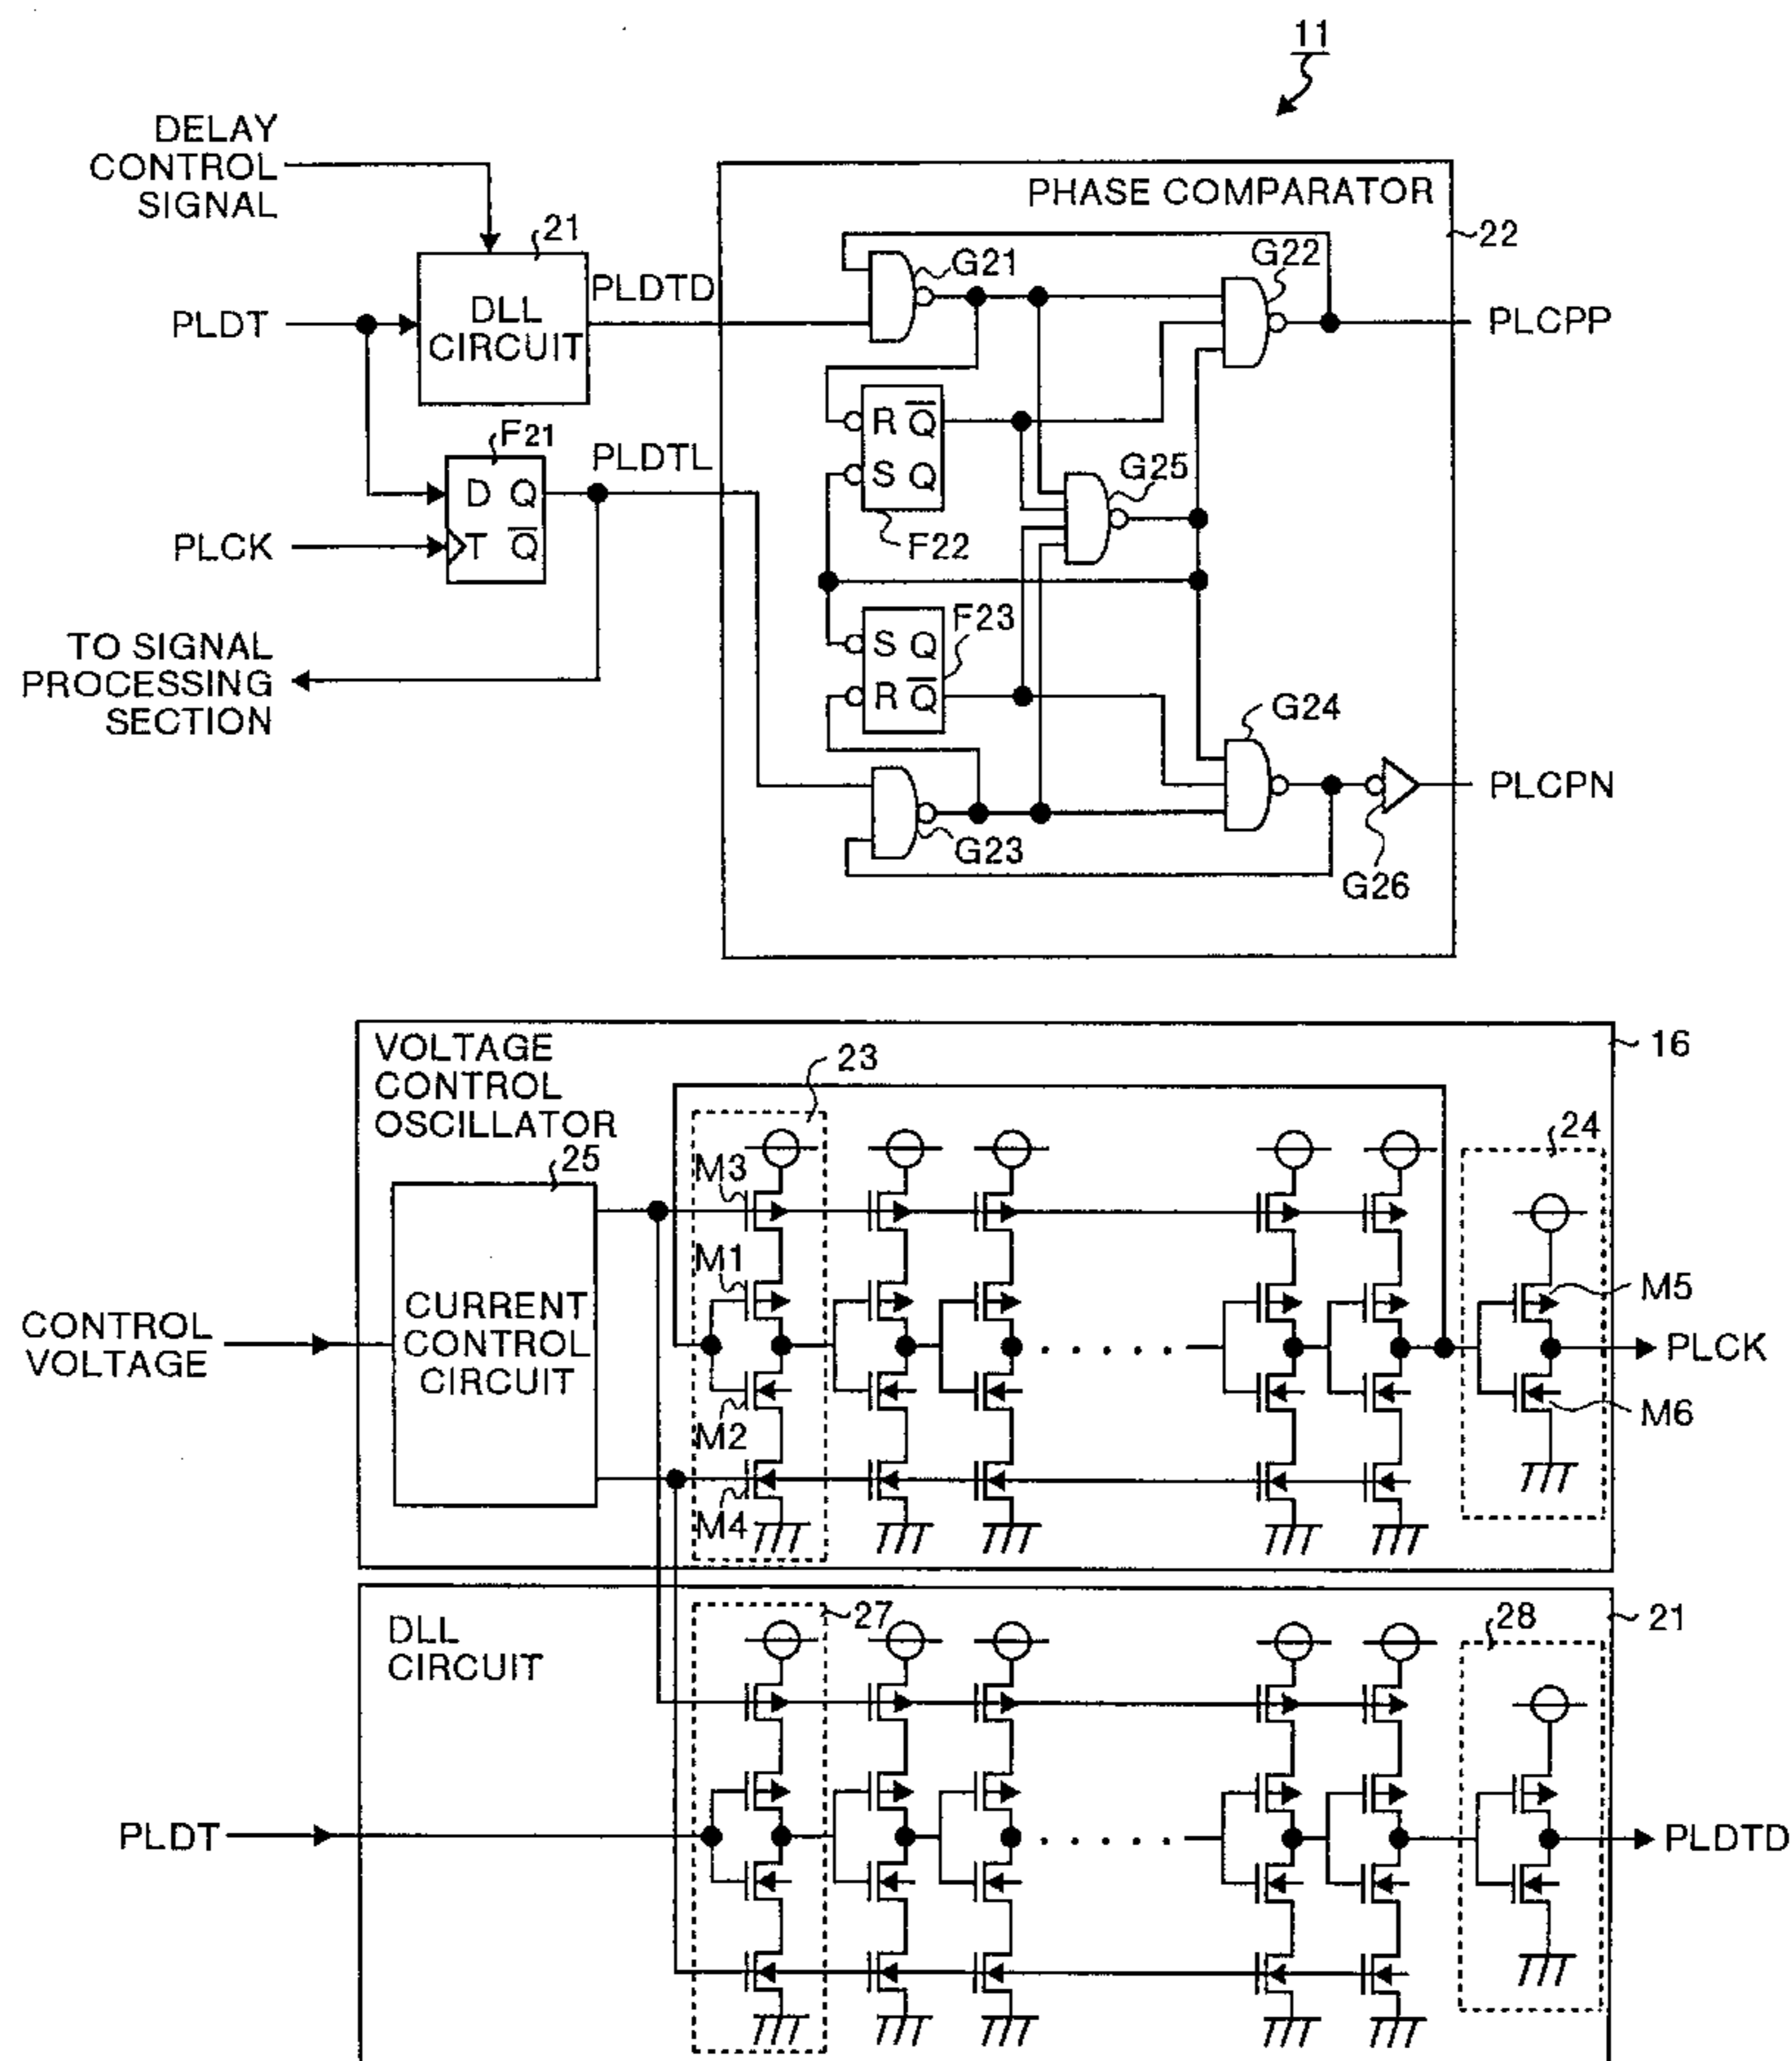 11
DELAY
CONTROL
SIGNAL
PHASE COMPARATOR
21
22
G21
G22
PLDTD
PLDT
DLL
CIRCUIT
PLCPP
R Q
F21
PLDTL
S Q
G25
D Q
PLCK
T Q
F22
TO SIGNAL
PROCESSING
SECTION
S Q
F23
R Q
G24
PLCPN
G23
G26
VOLTAGE
CONTROL
OSCILLATOR
16
23
24
25
M3
M1
M5
CURRENT
CONTROL
CIRCUIT
CONTROL
VOLTAGE
PLCK
M2
M6
M4
DLL
CIRCUIT
27
28
21
PLDT
PLDTD